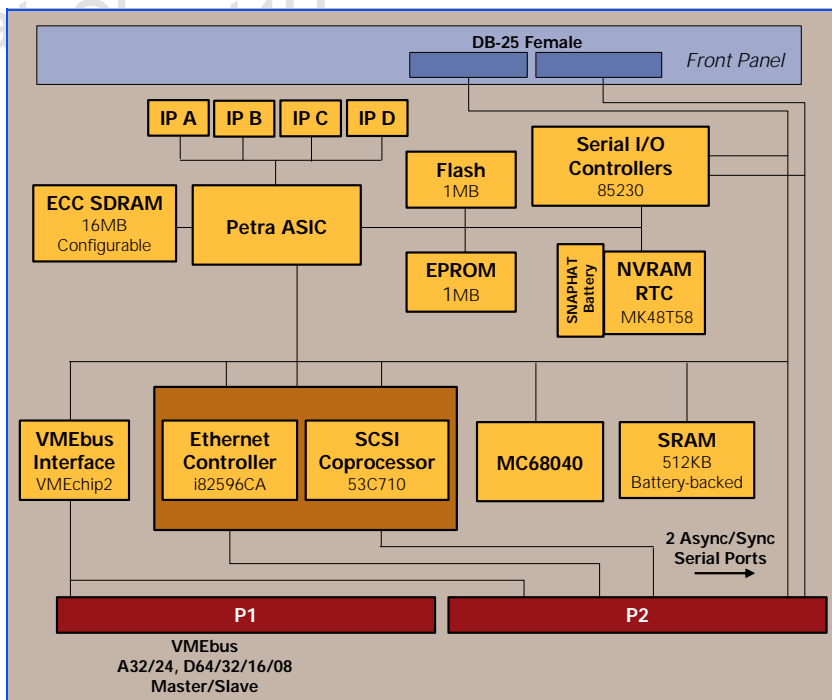 DB-25 Female
Front Panel
IP A
IP B
IP C
IP D
Serial I/O
Controllers
85230
Flash
1MB
ECC SDRAM
16MB
Configurable
Petra ASIC
EPROM
1MB
SNAPHAT
Battery
NVRAM
RTC
MK48T58
VMEbus
Interface
VMEchip2
Ethernet
Controller
i82596CA
SCSI
Coprocessor
53C710
MC68040
SRAM
512KB
Battery-backed
2 Async/Sync
Serial Ports
P1
P2
VMEbus
A32/24, D64/32/16/08
Master/Slave